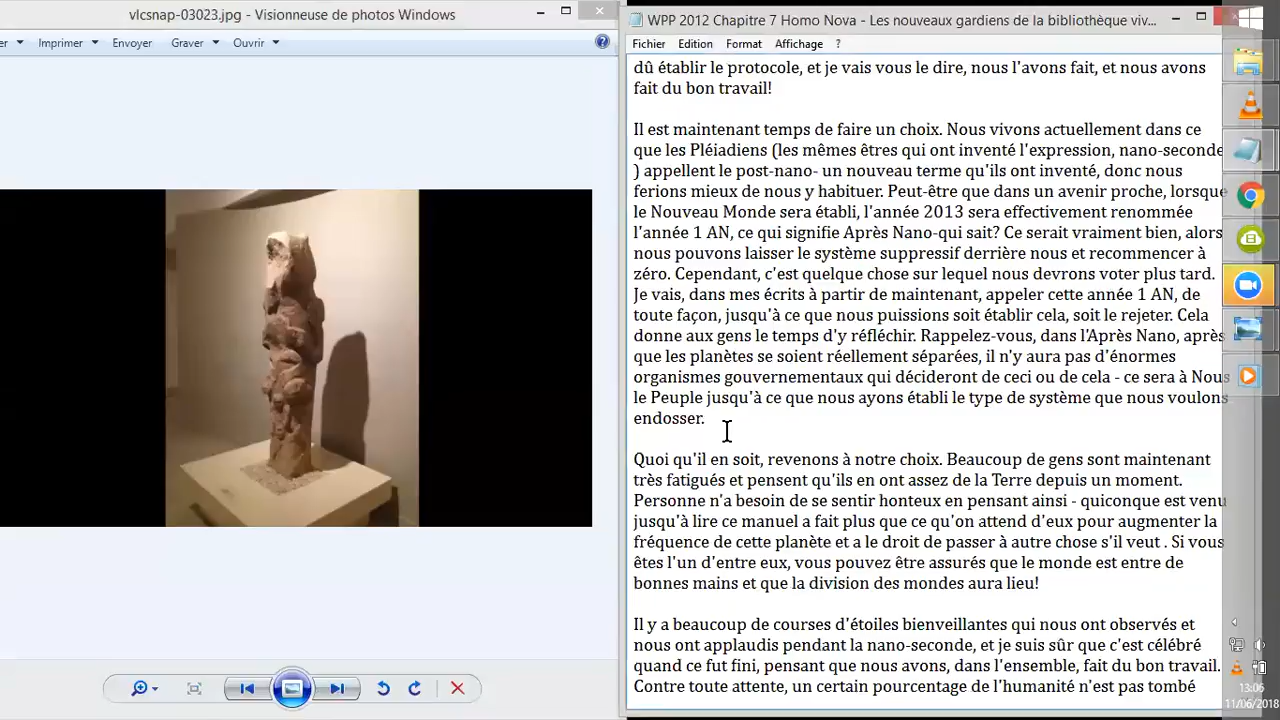 vlcsnap-03023.jpg - Visionneuse de photos Windows
Imprimer Envoyer Graver Ouvrir
WPP 2012 Chapitre 7 Homo Nova - Les nouveaux gardiens de la bibliothèque viv...
Fichier Edition Format Affichage ?
dû établir le protocole, et je vais vous le dire, nous l'avons fait, et nous avons
fait du bon travail!
Il est maintenant temps de faire un choix. Nous vivons actuellement dans ce
que les Pléiadiens (les mêmes êtres qui ont inventé l'expression, nano-seconde
) appellent le post-nano- un nouveau terme qu'ils ont inventé, donc nous
ferions mieux de nous y habituer. Peut-être que dans un avenir proche, lorsque
le Nouveau Monde sera établi, l'année 2013 sera effectivement renommée
l'année 1 AN, ce qui signifie Après Nano-qui sait? Ce serait vraiment bien, alors
nous pouvons laisser le système suppressif derrière nous et recommencer à
zéro. Cependant, c'est quelque chose sur lequel nous devrons voter plus tard.
Je vais, dans mes écrits à partir de maintenant, appeler cette année 1 AN, de
toute façon, jusqu'à ce que nous puissions soit établir cela, soit le rejeter. Cela
donne aux gens le temps d'y réfléchir. Rappelez-vous, dans l'Après Nano, après
que les planètes se soient réellement séparées, il n'y aura pas d'énormes
organismes gouvernementaux qui décideront de ceci ou de cela - ce sera à Nous
le Peuple jusqu'à ce que nous ayons établi le type de système que nous voulons
endosser.
Quoi qu'il en soit, revenons à notre choix. Beaucoup de gens sont maintenant
très fatigués et pensent qu'ils en ont assez de la Terre depuis un moment.
Personne n'a besoin de se sentir honteux en pensant ainsi - quiconque est venu
jusqu'à lire ce manuel a fait plus que ce qu'on attend d'eux pour augmenter la
fréquence de cette planète et a le droit de passer à autre chose s'il veut . Si vous
êtes l'un d'entre eux, vous pouvez être assurés que le monde est entre de
bonnes mains et que la division des mondes aura lieu!
Il y a beaucoup de courses d'étoiles bienveillantes qui nous ont observés et
nous ont applaudis pendant la nano-seconde, et je suis sûr que c'est célébré
quand ce fut fini, pensant que nous avons, dans l'ensemble, fait du bon travail.
Contre toute attente, un certain pourcentage de l'humanité n'est pas tombé
13:06
11/06/2018